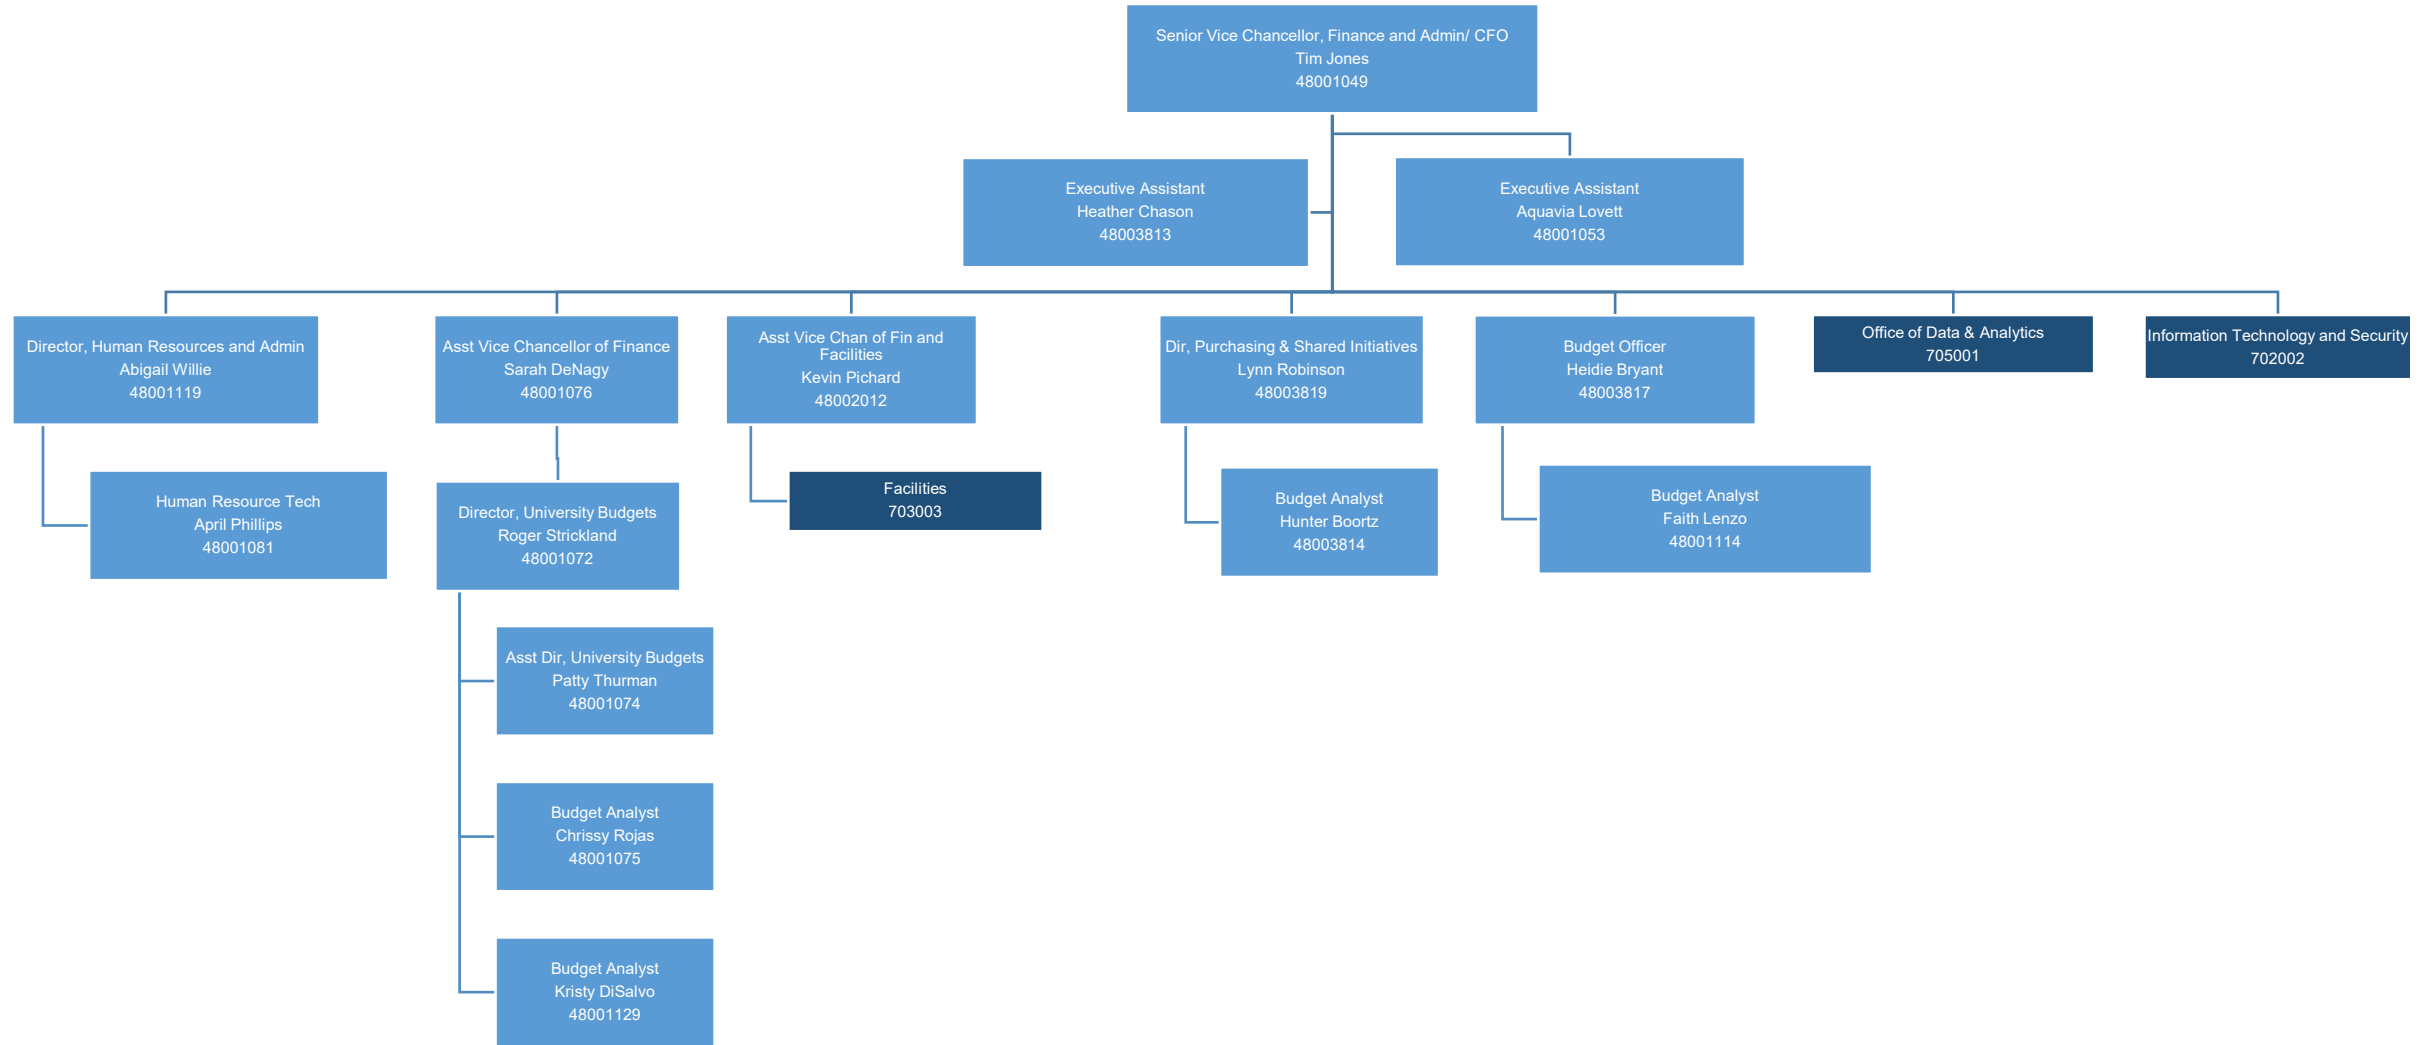 Senior Vice Chancellor, Finance and Admin/ CFO
Tim Jones
48001049
Executive Assistant
Heather Chason
48003813
Executive Assistant
Aquavia Lovett
48001053
Director, Human Resources and Admin
Abigail Willie
48001119
Asst Vice Chancellor of Finance
Sarah DeNagy
48001076
Asst Vice Chan of Fin and
Facilities
Kevin Pichard
48002012
Dir, Purchasing & Shared Initiatives
Lynn Robinson
48003819
Budget Officer
Heidie Bryant
48003817
Office of Data & Analytics
705001
Information Technology and Security
702002
Human Resource Tech
April Phillips
48001081
Director, University Budgets
Roger Strickland
48001072
Facilities
703003
Budget Analyst
Hunter Boortz
48003814
Budget Analyst
Faith Lenzo
48001114
Asst Dir, University Budgets
Patty Thurman
48001074
Budget Analyst
Chrissy Rojas
48001075
Budget Analyst
Kristy DiSalvo
48001129